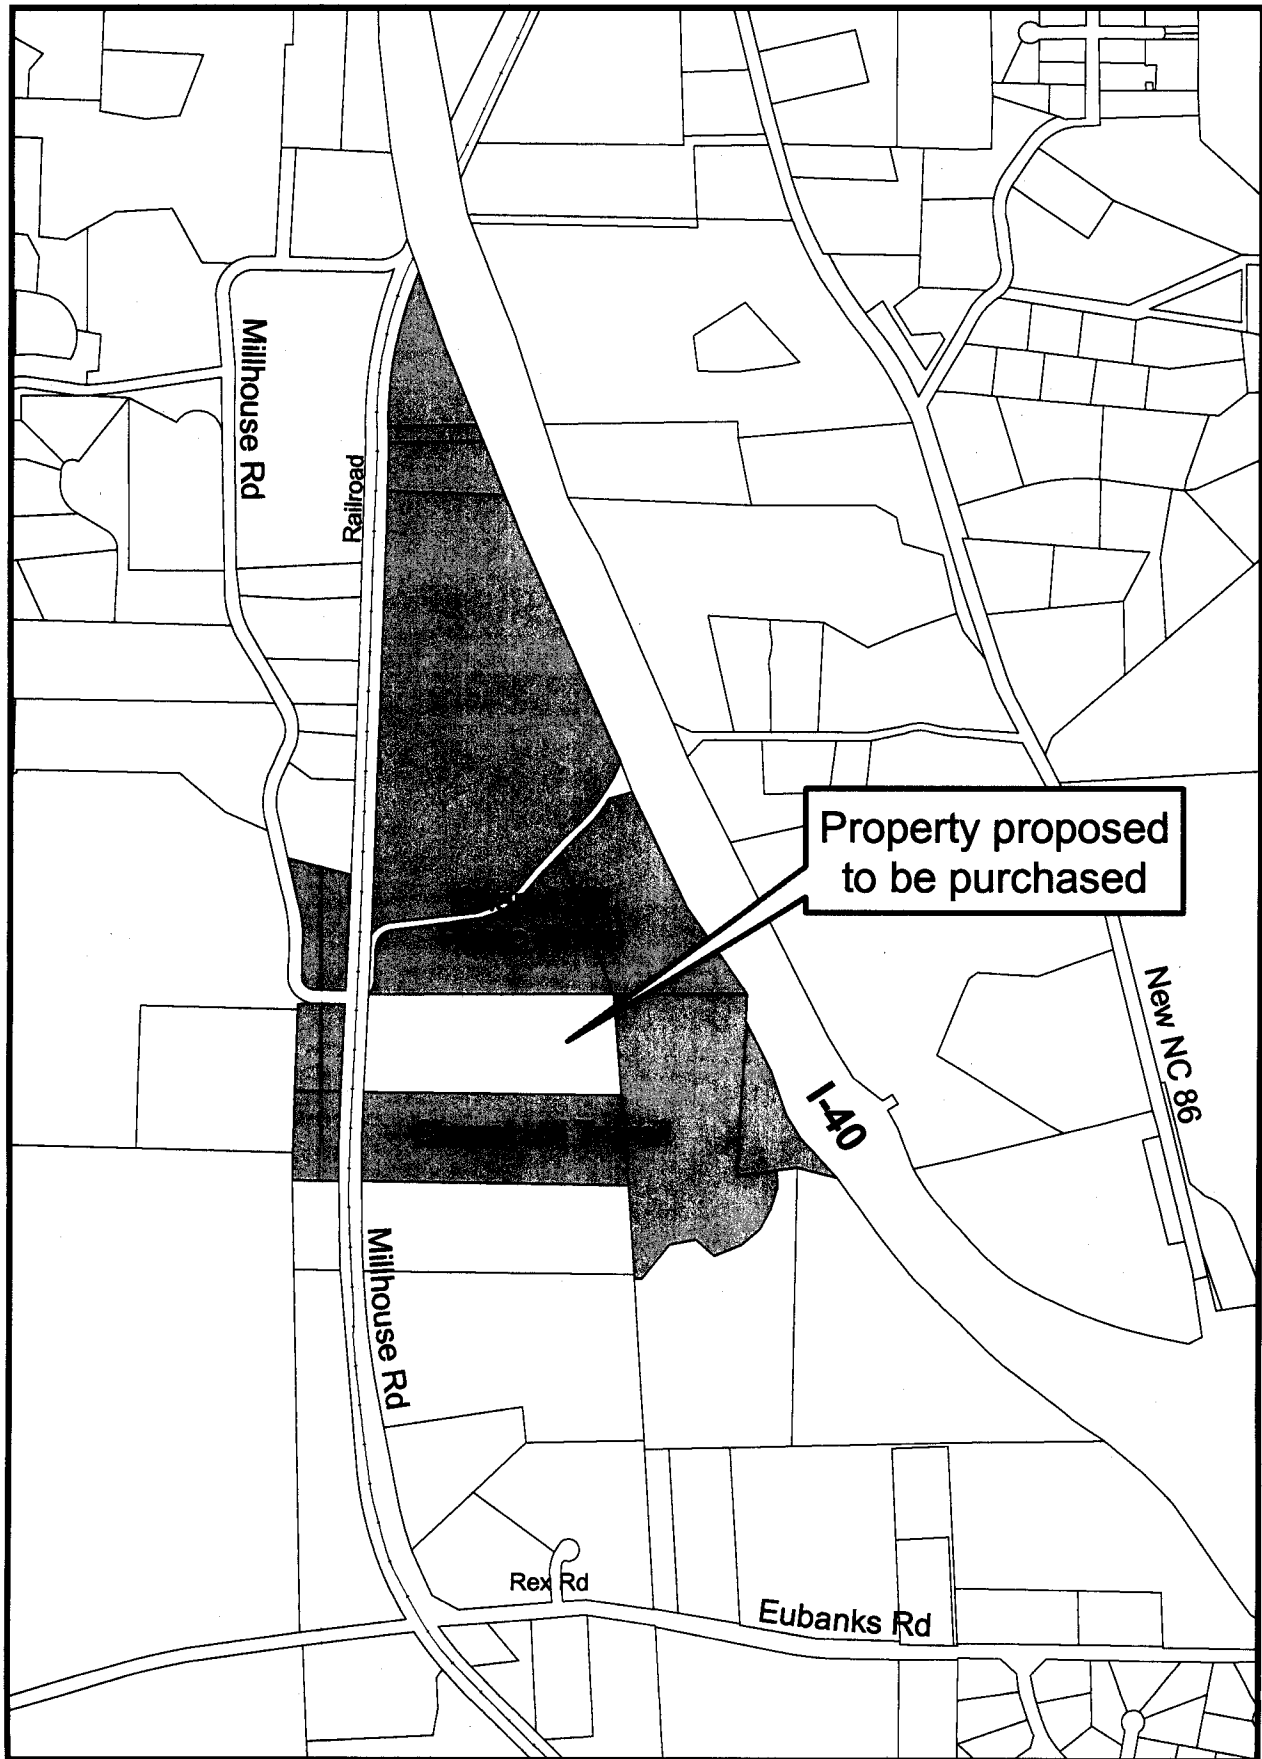 Millhouse Rd
Railroad
Property proposed
to be purchased
New NC 86
I-40
Millhouse Rd
Rex Rd
Eubanks Rd